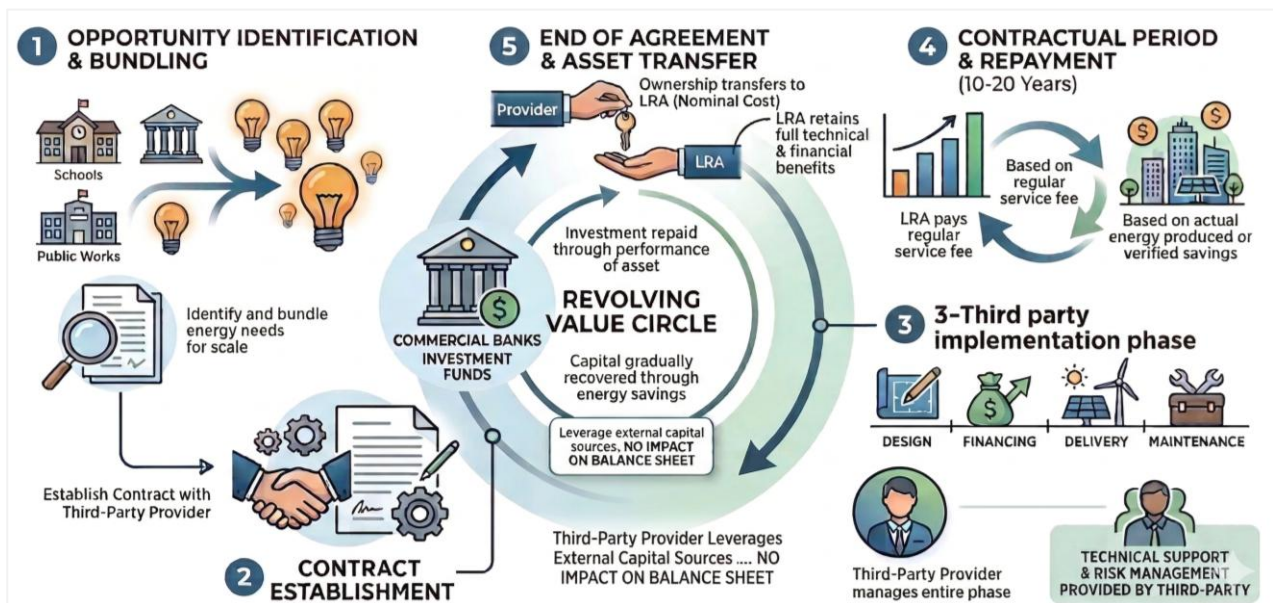 1 OPPORTUNITY IDENTIFICATION
& BUNDLING
Schools
Public Works
Identify and bundle
energy needs
for scale
Establish Contract with
Third-Party Provider
2 CONTRACT
ESTABLISHMENT
5 END OF AGREEMENT
& ASSET TRANSFER
Provider
Ownership transfers to
LRA (Nominal Cost)
LRA
LRA retains
full technical
& financial
benefits
Investment repaid
through performance
of asset
REVOLVING
VALUE CIRCLE
COMMERCIAL BANKS
INVESTMENT
FUNDS
$
Capital gradually
recovered through
energy savings
Leverage external capital
sources, NO IMPACT
ON BALANCE SHEET
Third-Party Provider Leverages
External Capital Sources .... NO
IMPACT ON BALANCE SHEET
4 CONTRACTUAL PERIOD
& REPAYMENT
(10-20 Years)
LRA pays
regular
service fee
Based on
regular
service fee
$
$
Based on actual
energy produced or
verified savings
3 3-Third party
implementation phase
$
DESIGN
FINANCING
DELIVERY
MAINTENANCE
Third-Party Provider
manages entire phase
TECHNICAL SUPPORT
& RISK MANAGEMENT
PROVIDED BY THIRD-PARTY